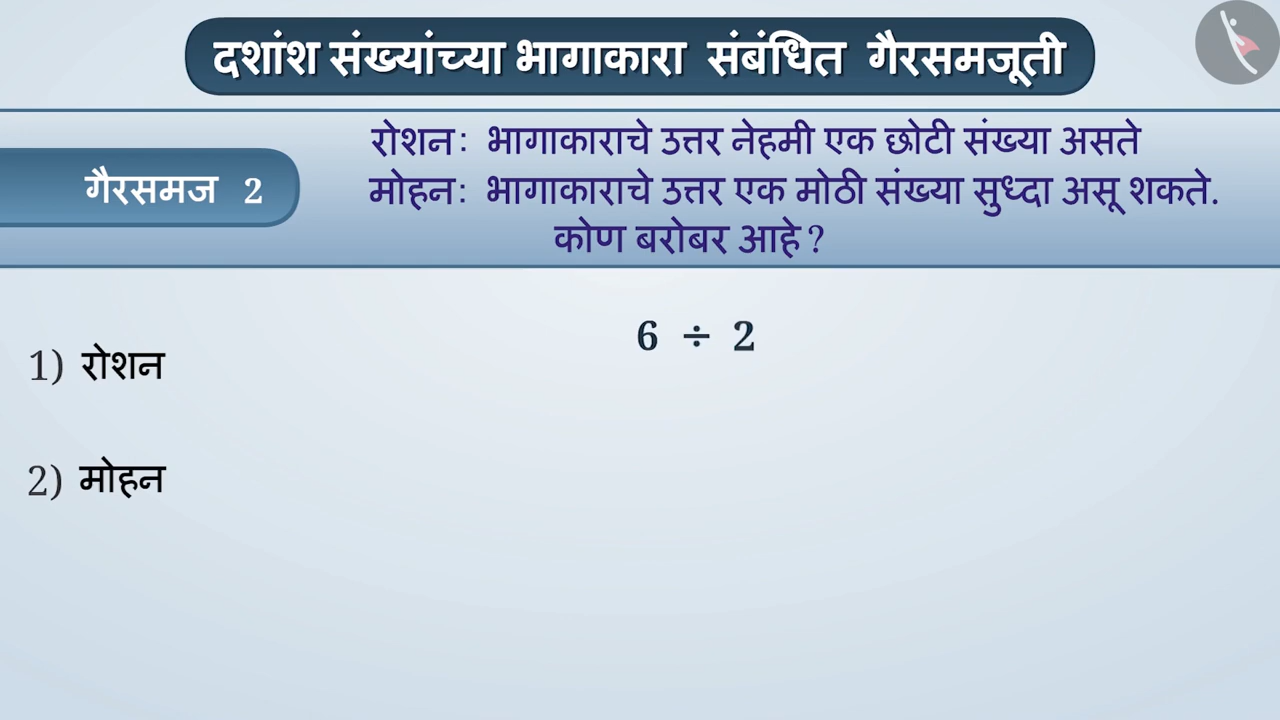 दशांश संख्यांच्या भागाकारा संबंधित गैरसमजूती
गैरसमज 2
रोशन: भागाकाराचे उत्तर नेहमी एक छोटी संख्या असते
मोहन: भागाकाराचे उत्तर एक मोठी संख्या सुध्दा असू शकते.
कोण बरोबर आहे ?
6 ÷ 2
1) रोशन
2) मोहन